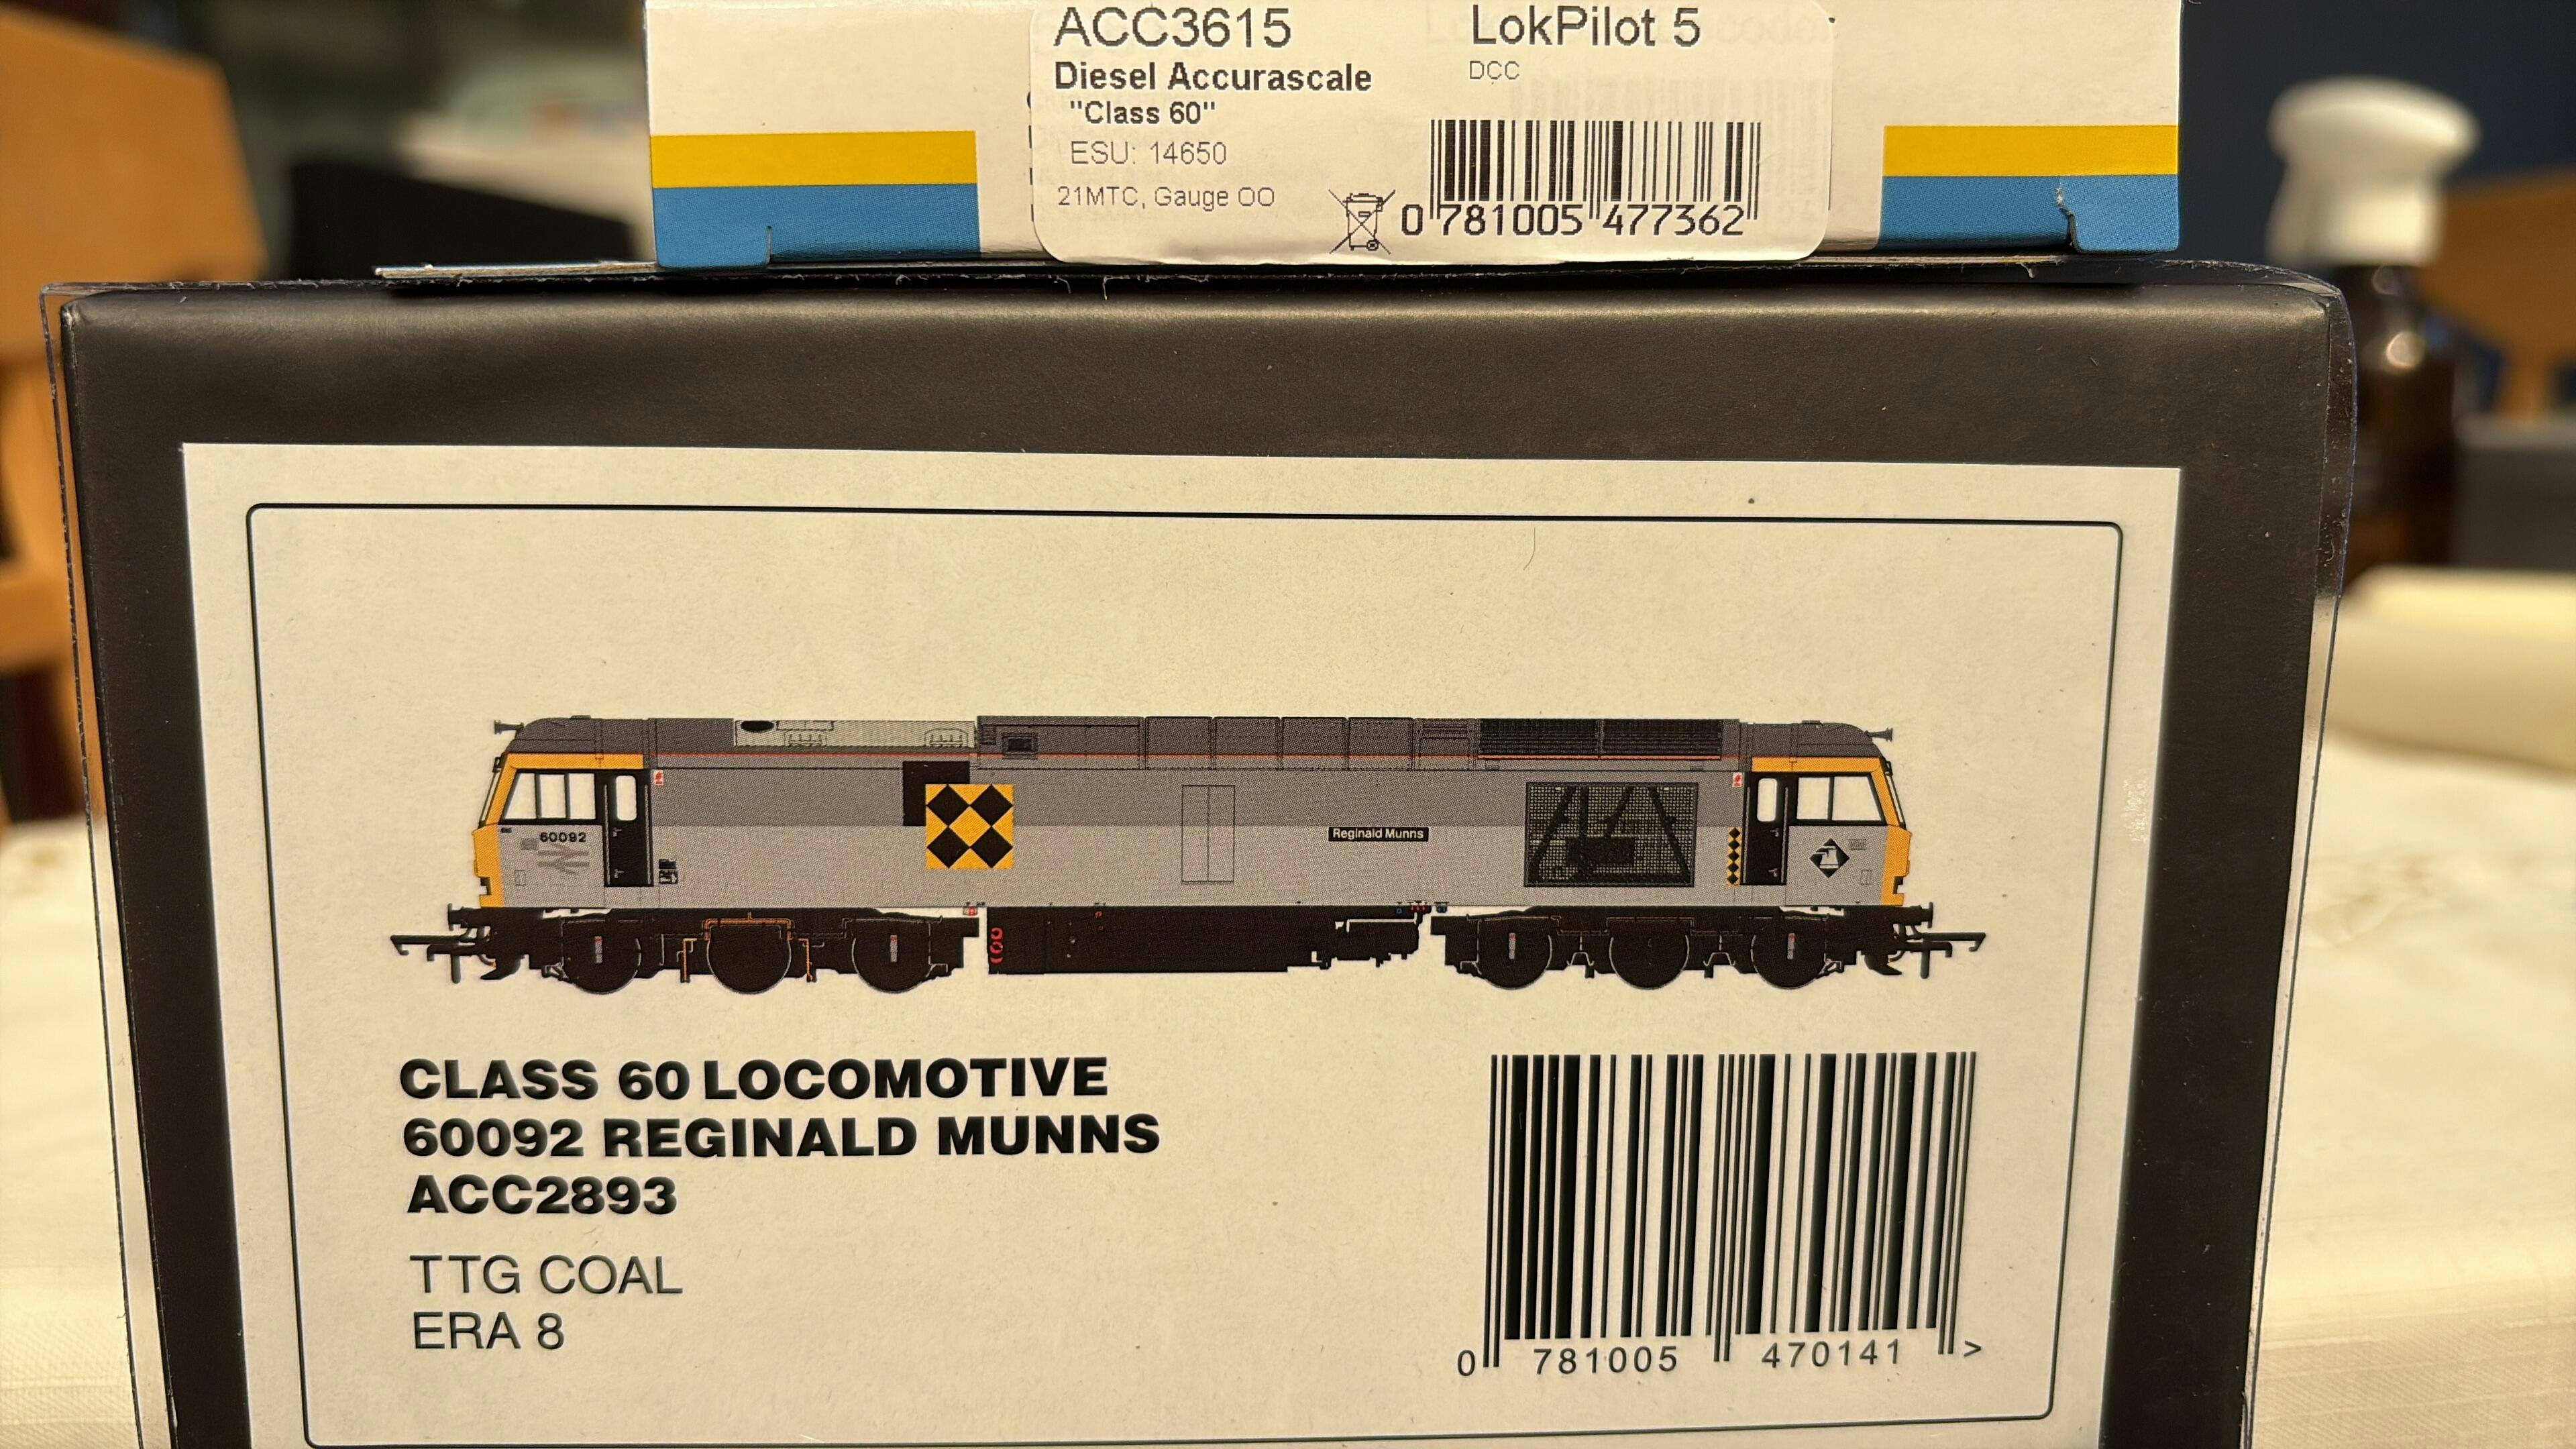 ACC3615
LokPilot 5
Diesel Accurascale
DCC
"Class 60"
ESU: 14650
21MTC, Gauge OO
0 781005 477362
60092
Reginald Munns
CLASS 60 LOCOMOTIVE
60092 REGINALD MUNNS
ACC2893
TTG COAL
ERA 8
0 781005 470141 >